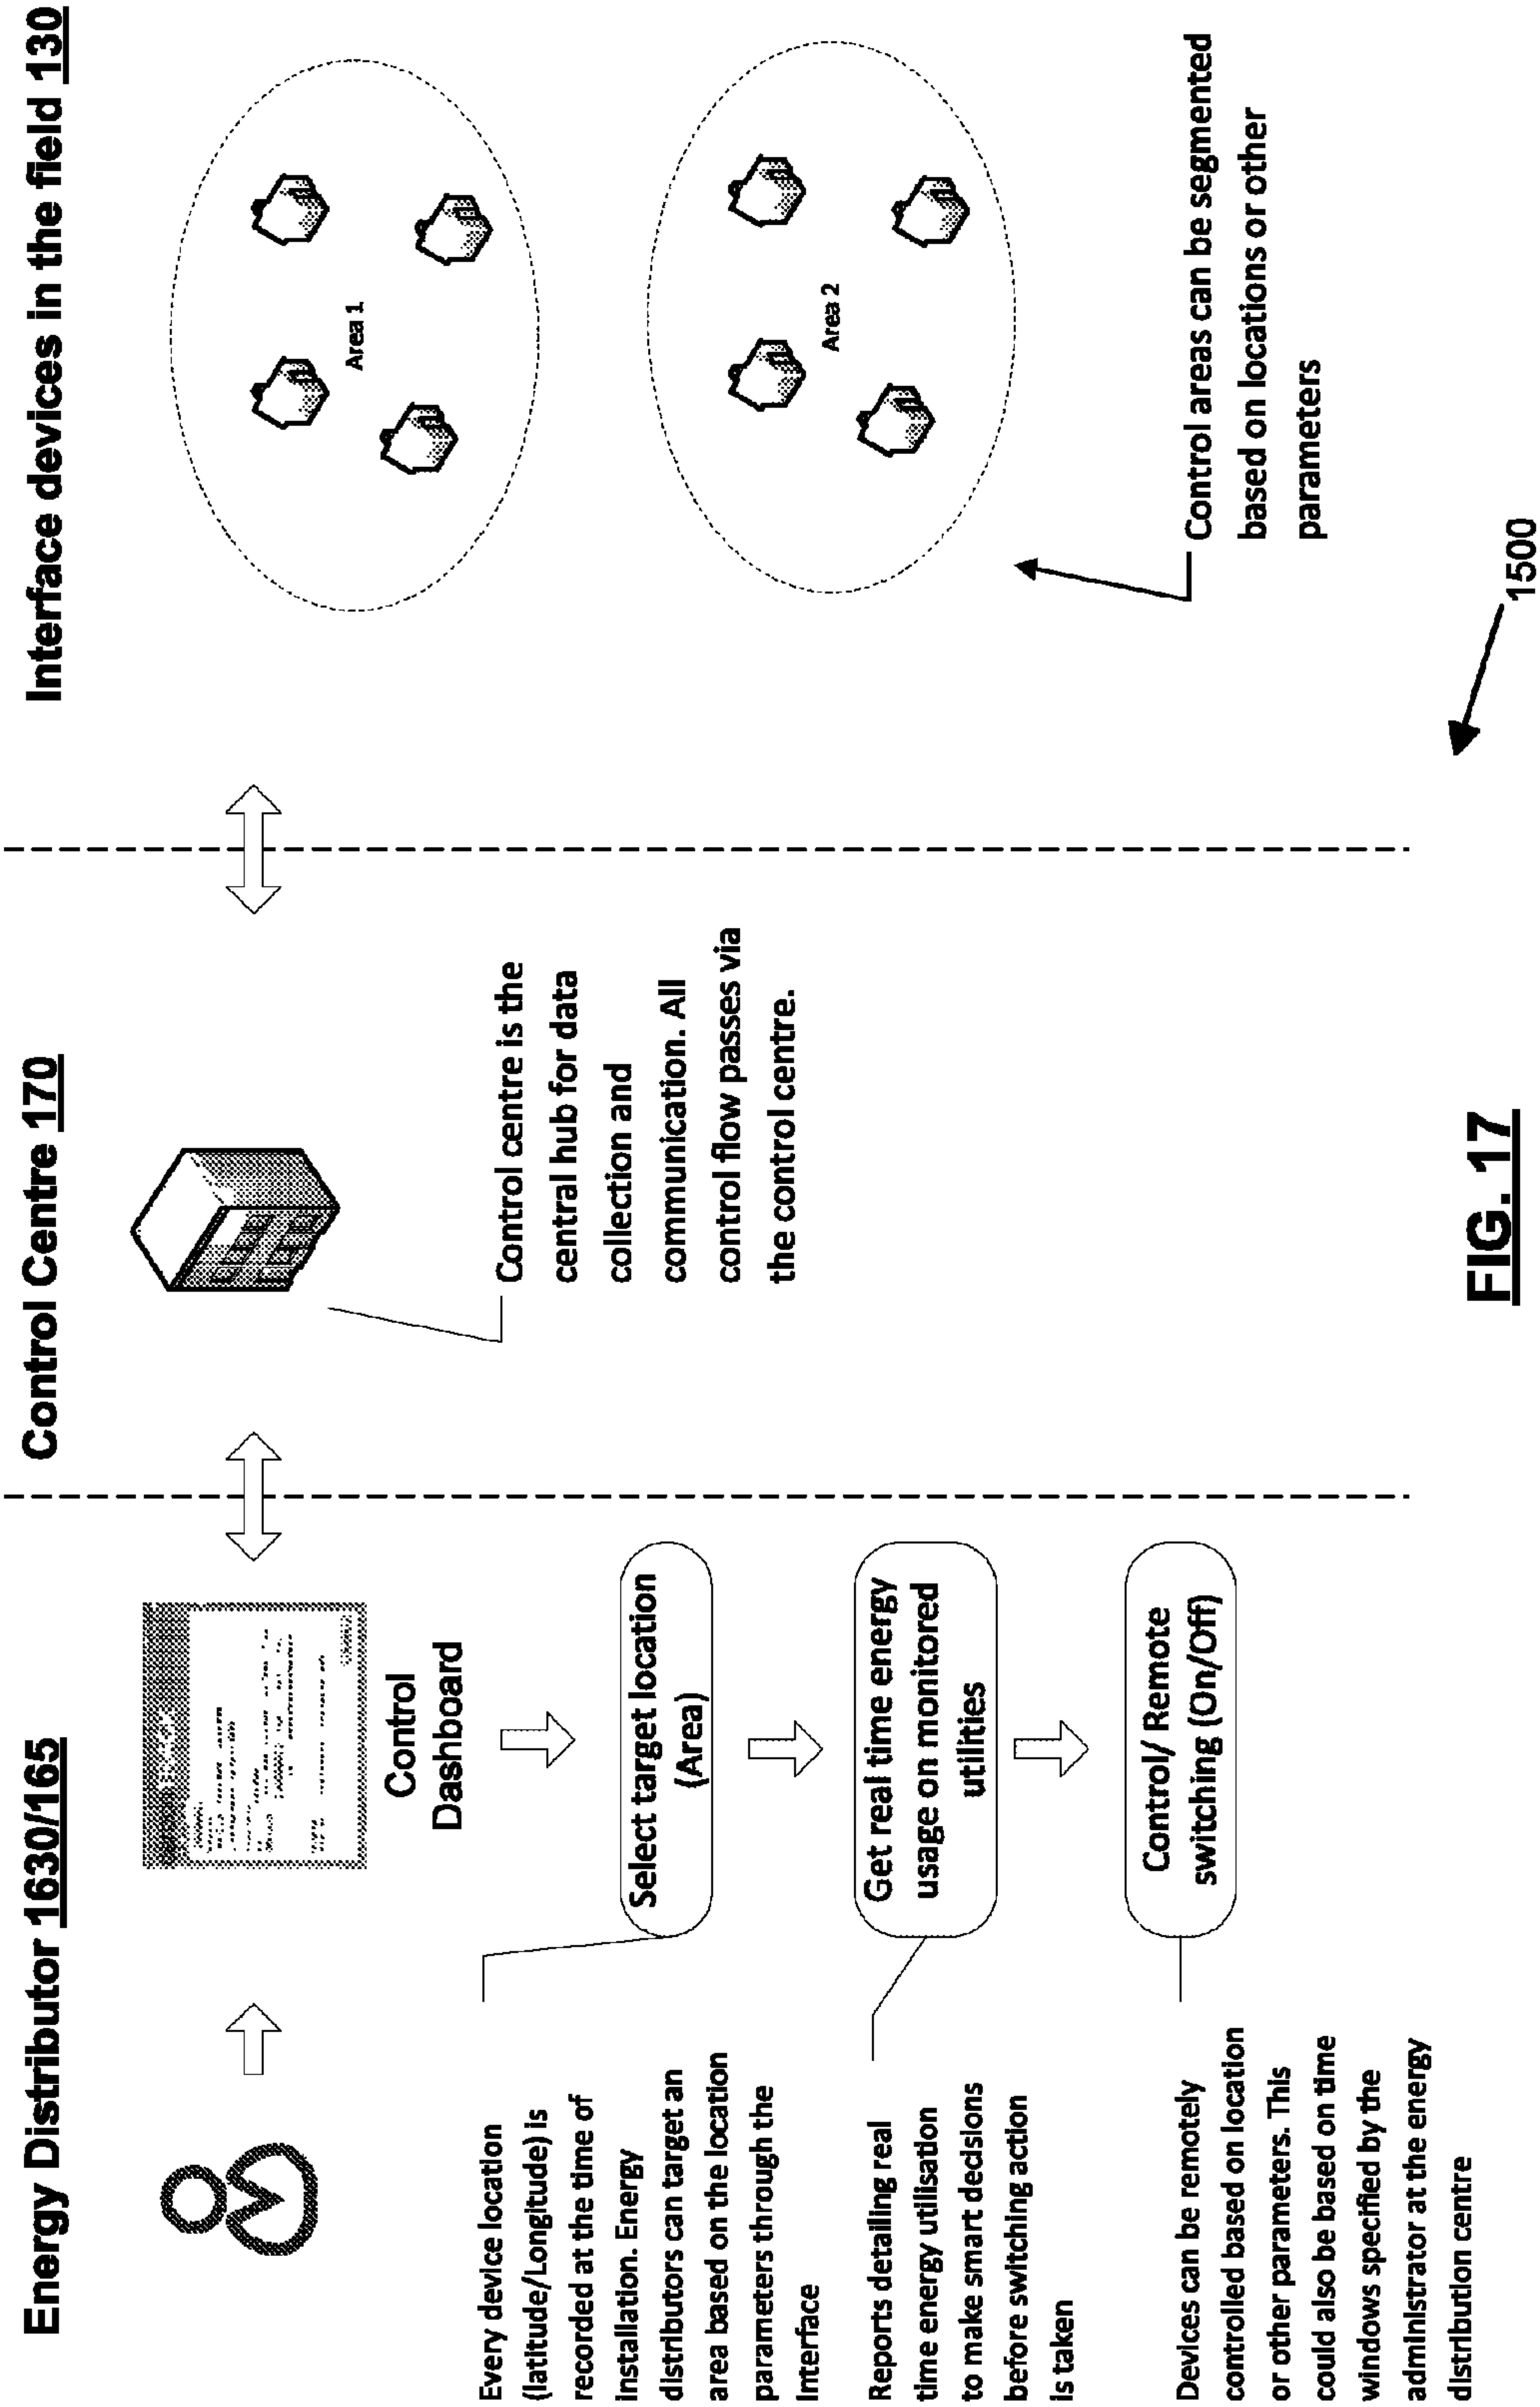 Energy Distributor 1630/165
Control Centre 170
Interface devices in the field 130
Control
Dashboard
Every device location
(latitude/Longitude) is
recorded at the time of
installation. Energy
distributors can target an
area based on the location
parameters through the
Interface
Select target location
(Area)
Reports detailing real
time energy utilisation
to make smart decisions
before switching action
is taken
Get real time energy
usage on monitored
utilities
Devices can be remotely
controlled based on location
or other parameters. This
could also be based on time
windows specified by the
administrator at the energy
distribution centre
Control/ Remote
switching (On/Off)
Control centre is the
central hub for data
collection and
communication. All
control flow passes via
the control centre.
Area 1
Area 2
Control areas can be segmented
based on locations or other
parameters
1500
FIG. 17